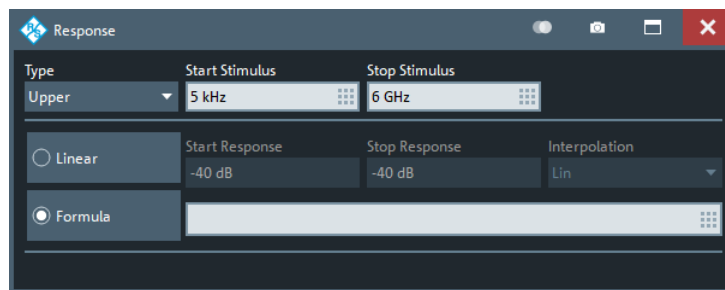 R&S Response
Type Start Stimulus Stop Stimulus
Upper 5 kHz 6 GHz
Linear Start Response Stop Response Interpolation
-40 dB -40 dB Lin
Formula